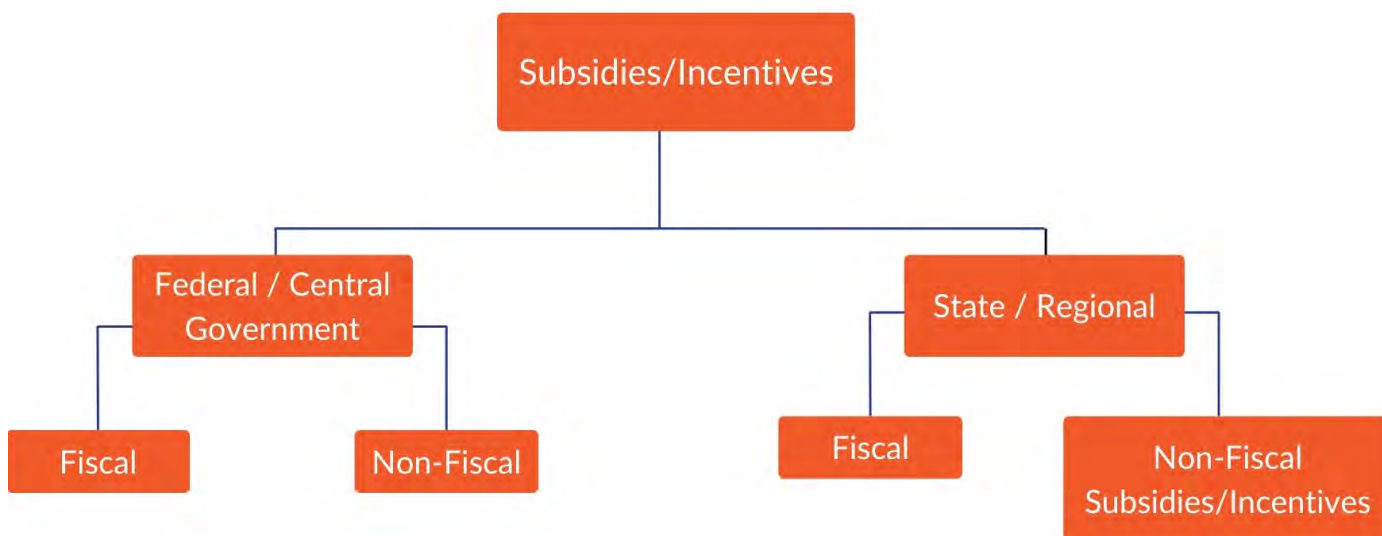 Subsidies/Incentives
Federal / Central
Government
State / Regional
Fiscal
Non-Fiscal
Fiscal
Non-Fiscal
Subsidies/Incentives